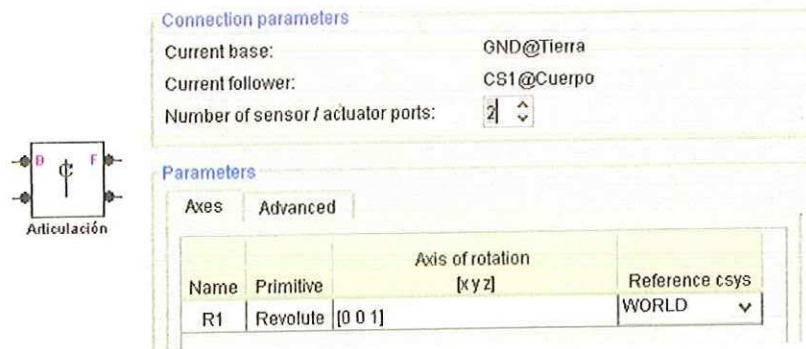 Connection parameters
Current base: GND@Tierra
Current follower: CS1@Cuerpo
Number of sensor / actuator ports: 2
B F
Articulación
Parameters
Axes Advanced
Name Primitive Axis of rotation [x y z] Reference csys
R1 Revolute [0 0 1] WORLD